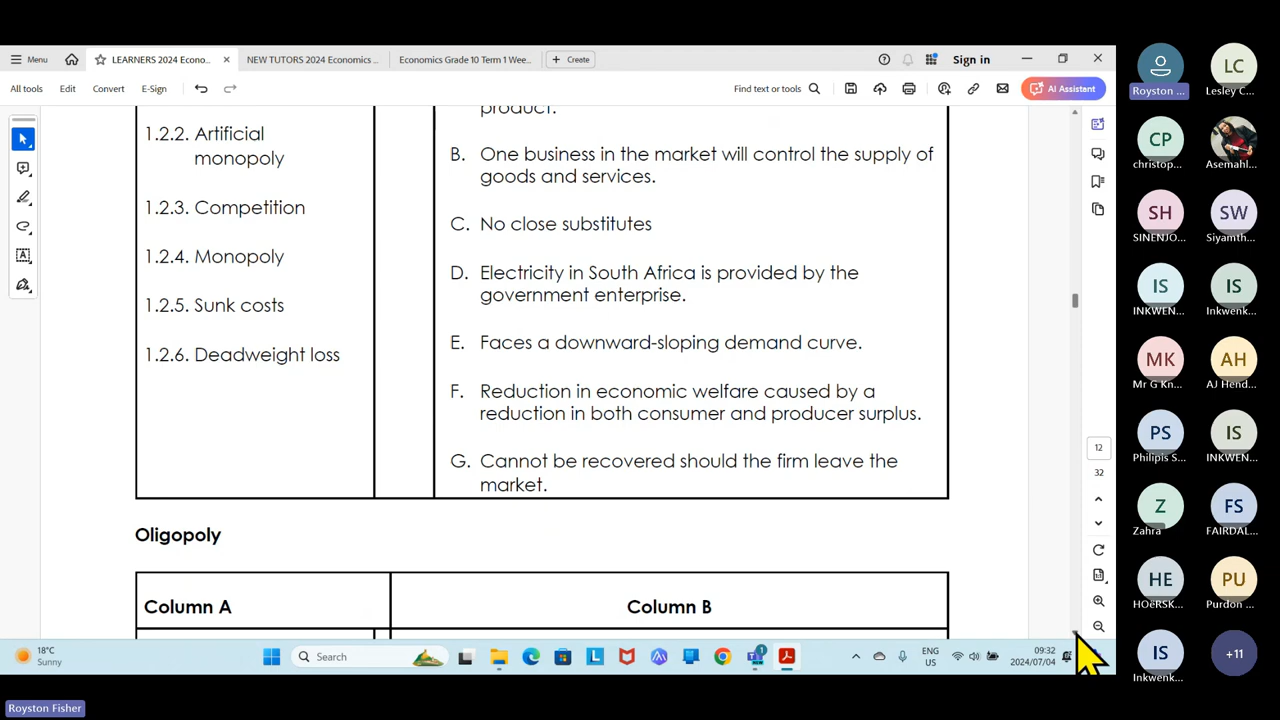 Menu
LEARNERS 2024 Econo...
NEW TUTORS 2024 Economics ...
Economics Grade 10 Term 1 Wee...
Create
Sign in
All tools
Edit
Convert
E-Sign
Find text or tools
AI Assistant
product.
1.2.2. Artificial
monopoly
1.2.3. Competition
1.2.4. Monopoly
1.2.5. Sunk costs
1.2.6. Deadweight loss
B. One business in the market will control the supply of
goods and services.
C. No close substitutes
D. Electricity in South Africa is provided by the
government enterprise.
E. Faces a downward-sloping demand curve.
F. Reduction in economic welfare caused by a
reduction in both consumer and producer surplus.
G. Cannot be recovered should the firm leave the
market.
Oligopoly
Column A
Column B
12
32
18°C
Sunny
Search
ENG
US
09:32
2024/07/04
Royston Fisher
Royston ...
LC
Lesley C...
CP
christop...
Asemahl...
SH
SINENJO...
SW
Siyamth...
IS
INKWEN...
IS
Inkwenk...
MK
Mr G Kn...
AH
AJ Hend...
PS
Philipis S...
IS
INKWEN...
Z
Zahra
FS
FAIRDAL...
HE
HOëRSK...
PU
Purdon ...
IS
Inkwenk...
+11